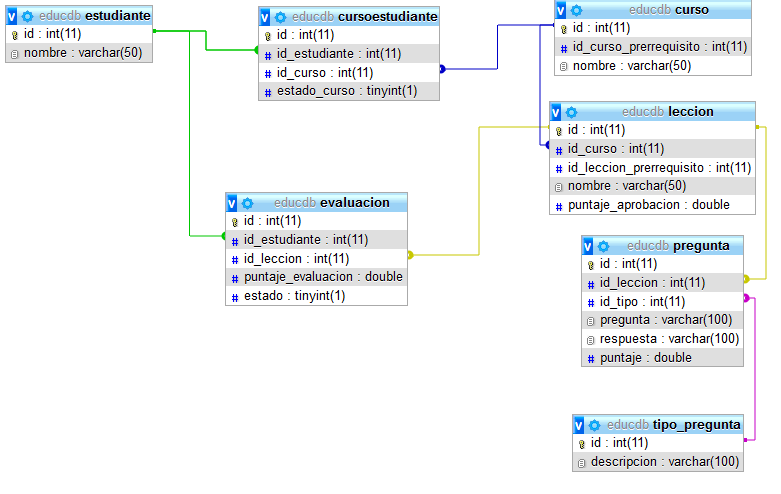 v educdb estudiante
id : int(11)
nombre : varchar(50)
v educdb cursoestudiante
id : int(11)
# id_estudiante : int(11)
# id_curso : int(11)
# estado_curso : tinyint(1)
v educdb curso
id : int(11)
# id_curso_prerrequisito : int(11)
nombre : varchar(50)
v educdb leccion
id : int(11)
# id_curso : int(11)
# id_leccion_prerrequisito : int(11)
nombre : varchar(50)
# puntaje_aprobacion : double
v educdb evaluacion
id : int(11)
# id_estudiante : int(11)
# id_leccion : int(11)
# puntaje_evaluacion : double
# estado : tinyint(1)
v educdb pregunta
id : int(11)
# id_leccion : int(11)
# id_tipo : int(11)
pregunta : varchar(100)
respuesta : varchar(100)
# puntaje : double
v educdb tipo_pregunta
id : int(11)
descripcion : varchar(100)